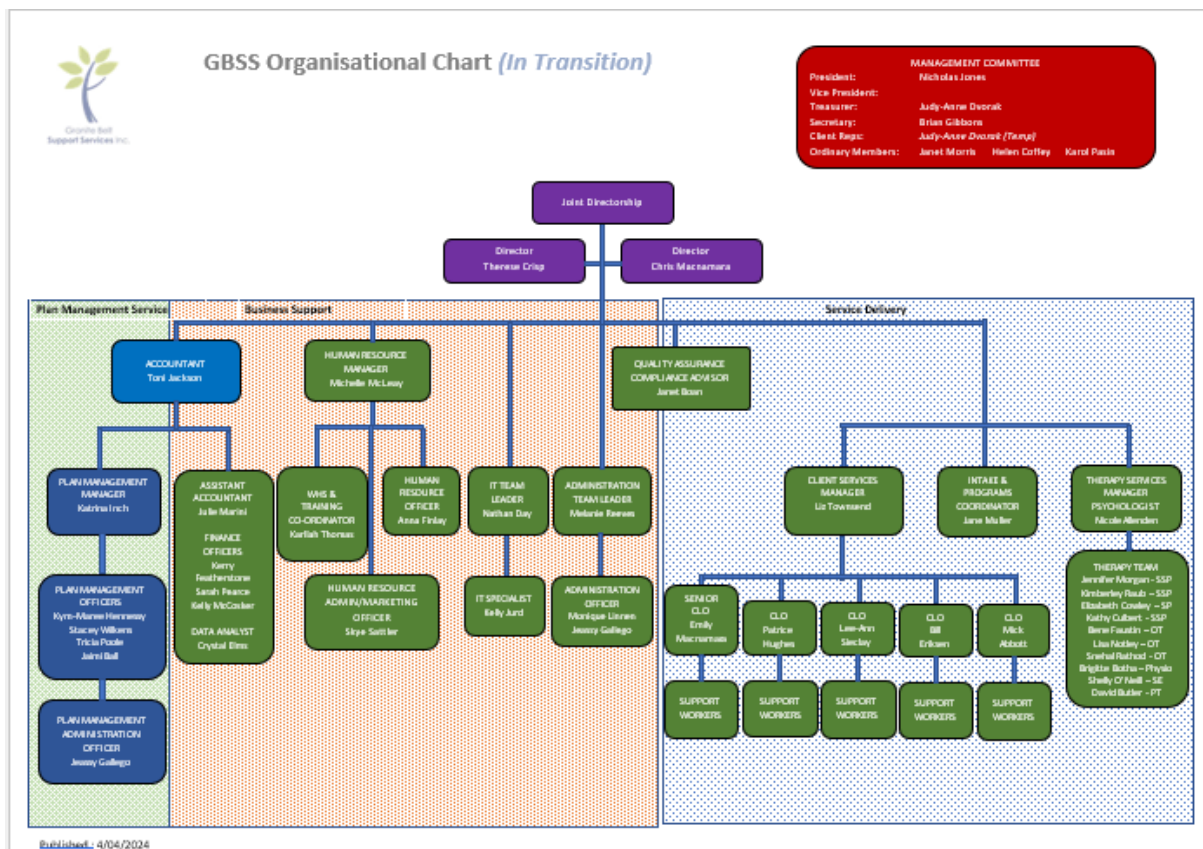 GBSS Organisational Chart (In Transition)
Granite Belt
Support Services Inc.
MANAGEMENT COMMITTEE
President: Nicholas Jones
Vice President:
Treasurer: Judy-Anne Dvorak
Secretary: Brian Gibbons
Client Reps: Judy-Anne Dvorak (Temp)
Ordinary Members: Janet Morris Helen Coffey Karol Pasin
Joint Directorship
Director
Therese Crisp
Director
Chris Macnamara
Plan Management Service
Business Support
Service Delivery
ACCOUNTANT
Toni Jackson
HUMAN RESOURCE
MANAGER
Michelle McLeay
QUALITY ASSURANCE
COMPLIANCE ADVISOR
Janet Boan
PLAN MANAGEMENT
MANAGER
Katrina Inch
ASSISTANT
ACCOUNTANT
Julie Marini
FINANCE
OFFICERS
Kerry
Featherstone
Sarah Pearce
Kelly McCosker
DATA ANALYST
Crystal Elms
WHS &
TRAINING
CO-ORDINATOR
Karliah Thomas
HUMAN
RESOURCE
OFFICER
Anna Finlay
IT TEAM
LEADER
Nathan Day
ADMINISTRATION
TEAM LEADER
Melanie Reeves
CLIENT SERVICES
MANAGER
Liz Townsend
INTAKE &
PROGRAMS
COORDINATOR
Jane Muller
THERAPY SERVICES
MANAGER
PSYCHOLOGIST
Nicole Allenden
PLAN MANAGEMENT
OFFICERS
Kym-Maree Hennessy
Stacey Wilkens
Tricia Poole
Jaimi Ball
HUMAN RESOURCE
ADMIN/MARKETING
OFFICER
Skye Sattler
IT SPECIALIST
Kelly Jurd
ADMINISTRATION
OFFICER
Monique Linnen
Jeassy Gallego
SENIOR
CLO
Emily
Macnamara
CLO
Patrice
Hughes
CLO
Lee-Ann
CLO
Bill
Eriksen
CLO
Mick
Abbott
THERAPY TEAM
Jennifer Morgan - SSP
Kimberley Raub – SSP
Elizabeth Cowley – SP
Kathy Culbert – SSP
Bene Faustin – OT
Lisa Notley – OT
Snehal Rathod - OT
Brigitte Botha – Physio
Shelly O'Neill – SE
David Butler - PT
PLAN MANAGEMENT
ADMINISTRATION
OFFICER
Jeassy Gallego
SUPPORT
WORKERS
SUPPORT
WORKERS
SUPPORT
WORKERS
SUPPORT
WORKERS
SUPPORT
WORKERS
Published : 4/04/2024